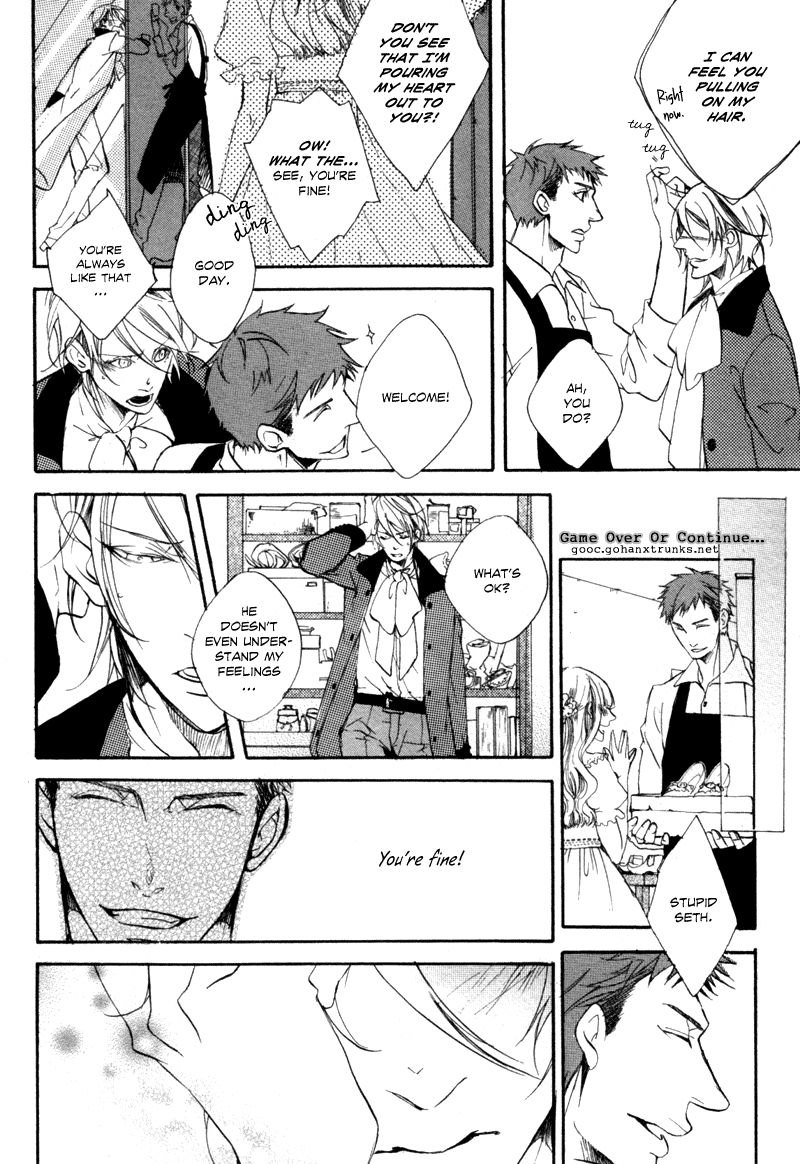 I CAN
FEEL YOU
PULLING
ON MY
HAIR.
Right
now.
tug
tug
AH,
YOU
DO?
DON'T
YOU SEE
THAT I'M
POURING
MY HEART
OUT TO
YOU?!
OW!
WHAT THE...
SEE, YOU'RE
FINE!
ding
ding
GOOD
DAY.
YOU'RE
ALWAYS
LIKE THAT
...
WELCOME!
Game Over Or Continue...
gooc.gohanxtrunks.net
WHAT'S
OK?
HE
DOESN'T
EVEN UNDER-
STAND MY
FEELINGS
...
STUPID
SETH.
You're fine!